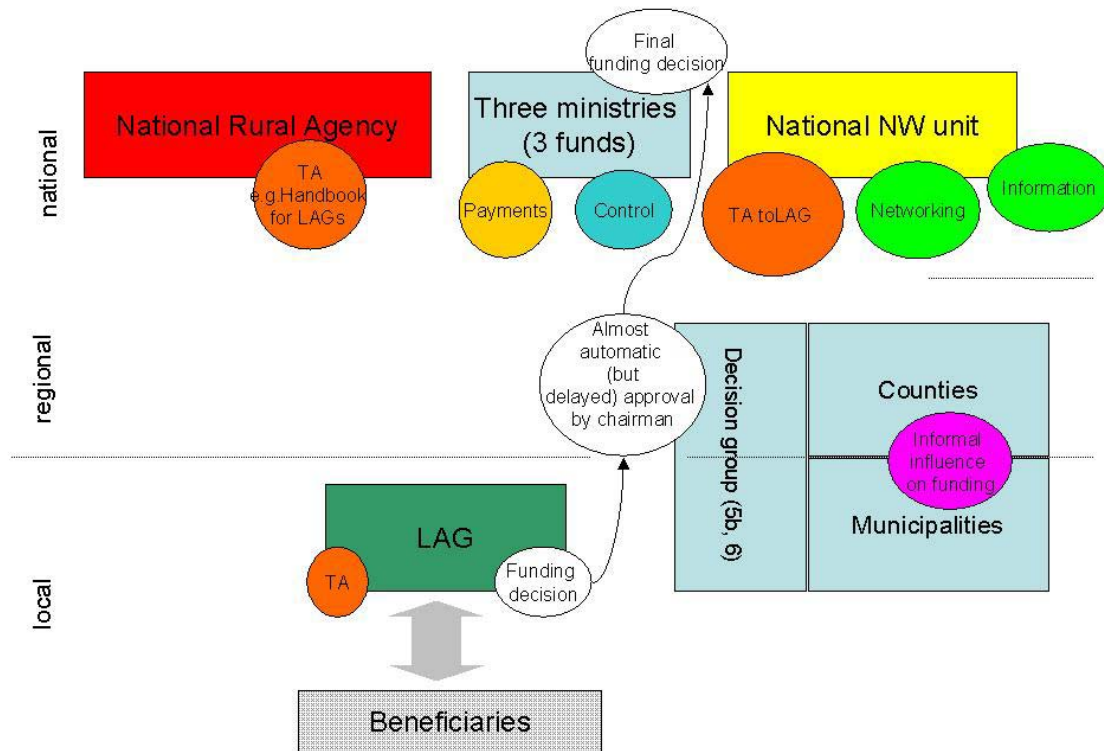 Final
funding decision
National Rural Agency
Three ministries
(3 funds)
National NW unit
TA
e.g.Handbook
for LAGs
Payments
Control
TA toLAG
Networking
Information
national
Almost
automatic
(but
delayed) approval
by chairman
Decision group (5b, 6)
Counties
Informal
influence
on funding
Municipalities
regional
LAG
TA
Funding
decision
local
Beneficiaries